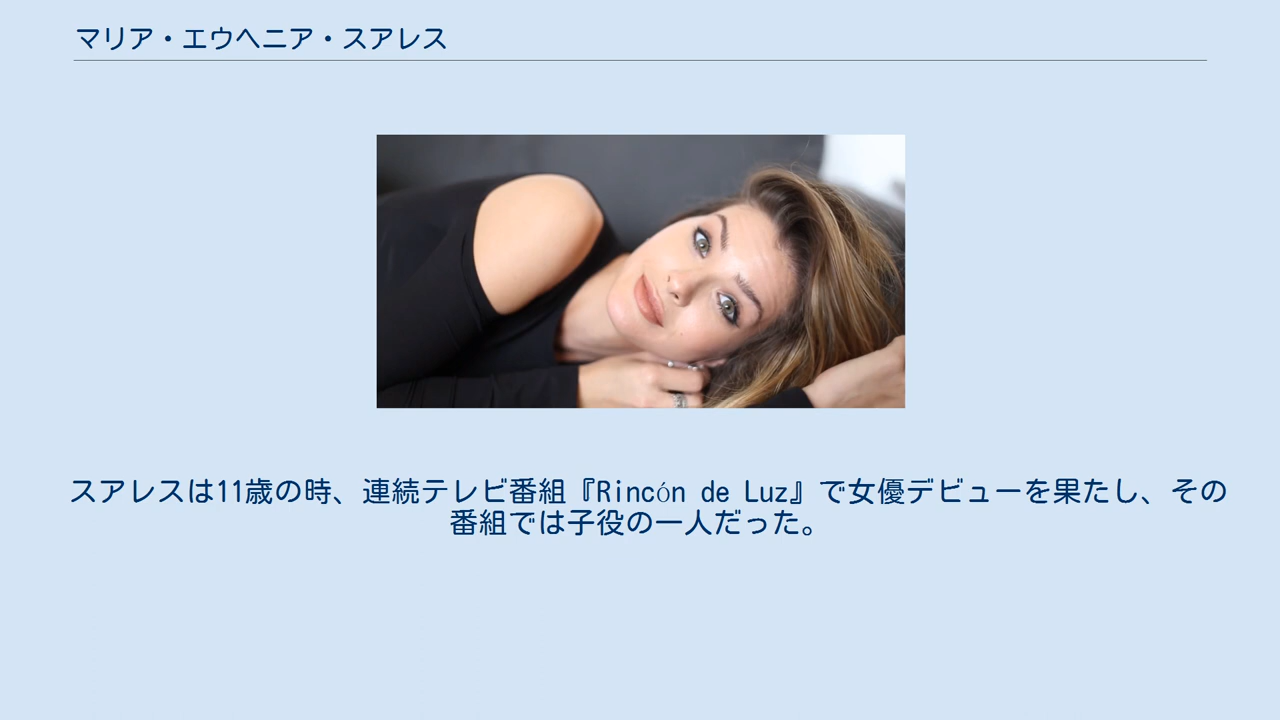 マリア・エウヘニア・スアレス
スアレスは11歳の時、連続テレビ番組『Rincón de Luz』で女優デビューを果たし、その
番組では子役の一人だった。